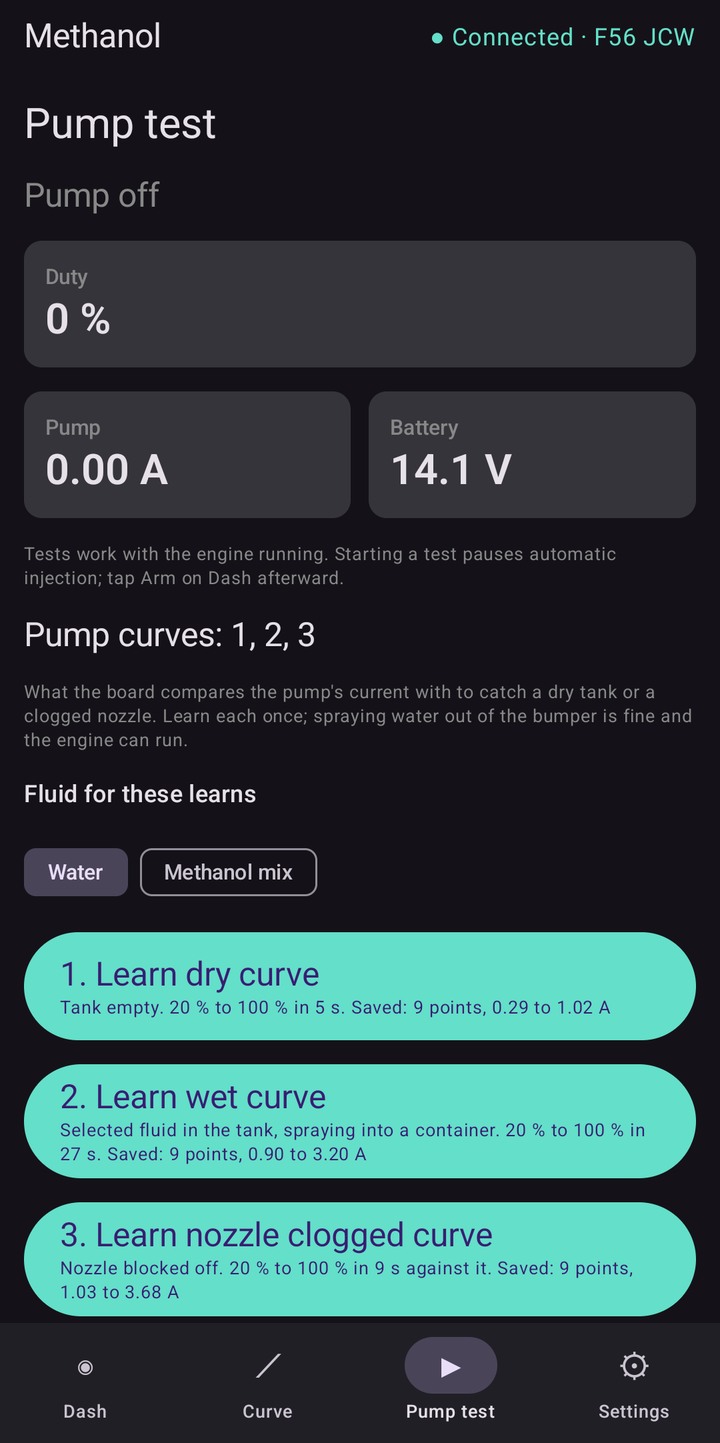 Methanol
Connected · F56 JCW
Pump test
Pump off
Duty
0 %
Pump
0.00 A
Battery
14.1 V
Tests work with the engine running. Starting a test pauses automatic
injection; tap Arm on Dash afterward.
Pump curves: 1, 2, 3
What the board compares the pump's current with to catch a dry tank or a
clogged nozzle. Learn each once; spraying water out of the bumper is fine and
the engine can run.
Fluid for these learns
Water
Methanol mix
1. Learn dry curve
Tank empty. 20 % to 100 % in 5 s. Saved: 9 points, 0.29 to 1.02 A
2. Learn wet curve
Selected fluid in the tank, spraying into a container. 20 % to 100 % in
27 s. Saved: 9 points, 0.90 to 3.20 A
3. Learn nozzle clogged curve
Nozzle blocked off. 20 % to 100 % in 9 s against it. Saved: 9 points,
1.03 to 3.68 A
Dash
Curve
Pump test
Settings